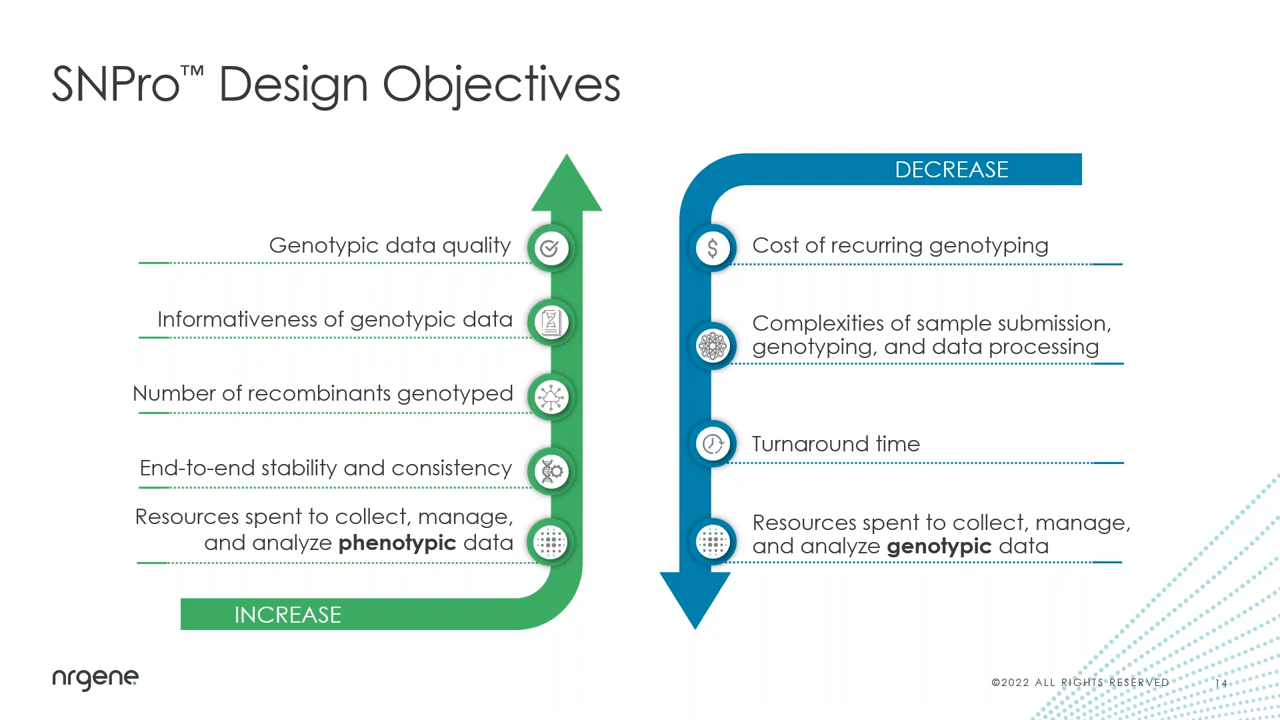 SNPro™ Design Objectives
Genotypic data quality
Informativeness of genotypic data
Number of recombinants genotyped
End-to-end stability and consistency
Resources spent to collect, manage,
and analyze phenotypic data
INCREASE
DECREASE
$
Cost of recurring genotyping
Complexities of sample submission,
genotyping, and data processing
Turnaround time
Resources spent to collect, manage,
and analyze genotypic data
nrgene
©2022 ALL RIGHTS RESERVED
14